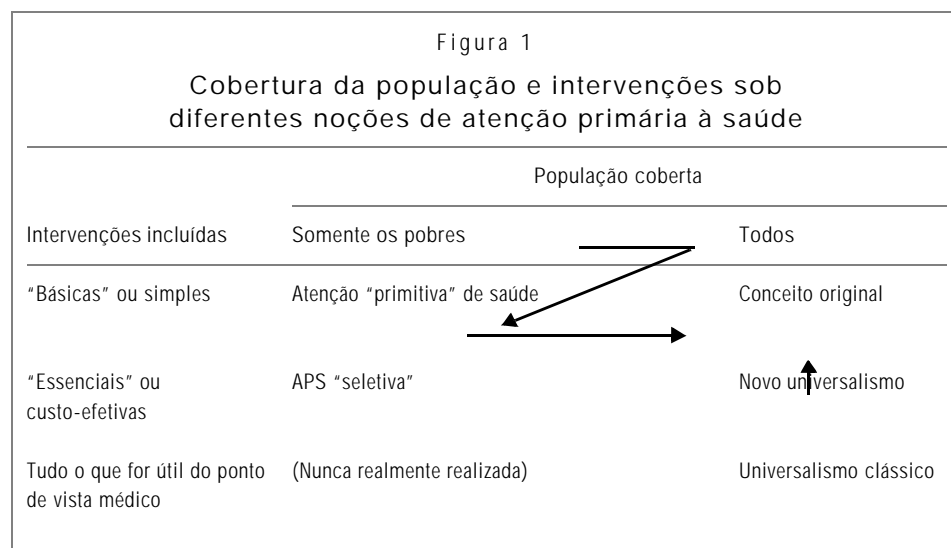 Figura 1
Cobertura da população e intervenções sob
diferentes noções de atenção primária à saúde
População coberta
Intervenções incluídas Somente os pobres Todos
“Básicas” ou simples Atenção “primitiva” de saúde Conceito original
“Essenciais” ou APS “seletiva” Novo universalismo
custo-efetivas
Tudo o que for útil do ponto (Nunca realmente realizada) Universalismo clássico
de vista médico